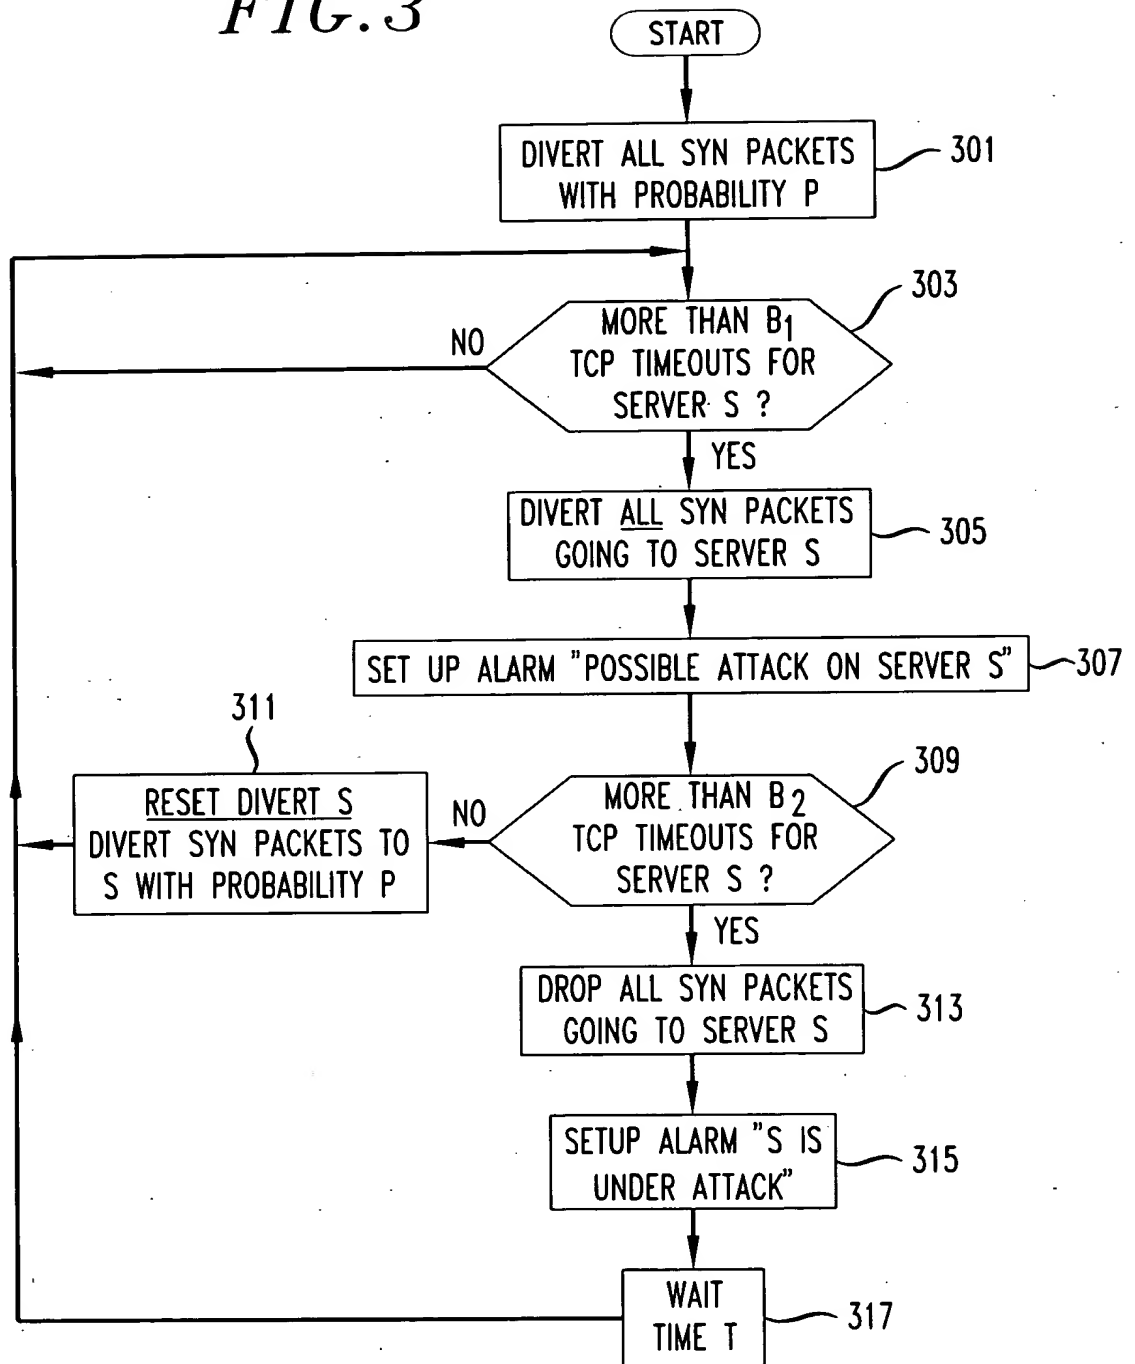 FIG. 3
START
DIVERT ALL SYN PACKETS
WITH PROBABILITY P
301
MORE THAN B1
TCP TIMEOUTS FOR
SERVER S ?
303
NO
YES
DIVERT ALL SYN PACKETS
GOING TO SERVER S
305
SET UP ALARM "POSSIBLE ATTACK ON SERVER S"
307
311
RESET DIVERT S
DIVERT SYN PACKETS TO
S WITH PROBABILITY P
NO
MORE THAN B2
TCP TIMEOUTS FOR
SERVER S ?
309
YES
DROP ALL SYN PACKETS
GOING TO SERVER S
313
SETUP ALARM "S IS
UNDER ATTACK"
315
WAIT
TIME T
317